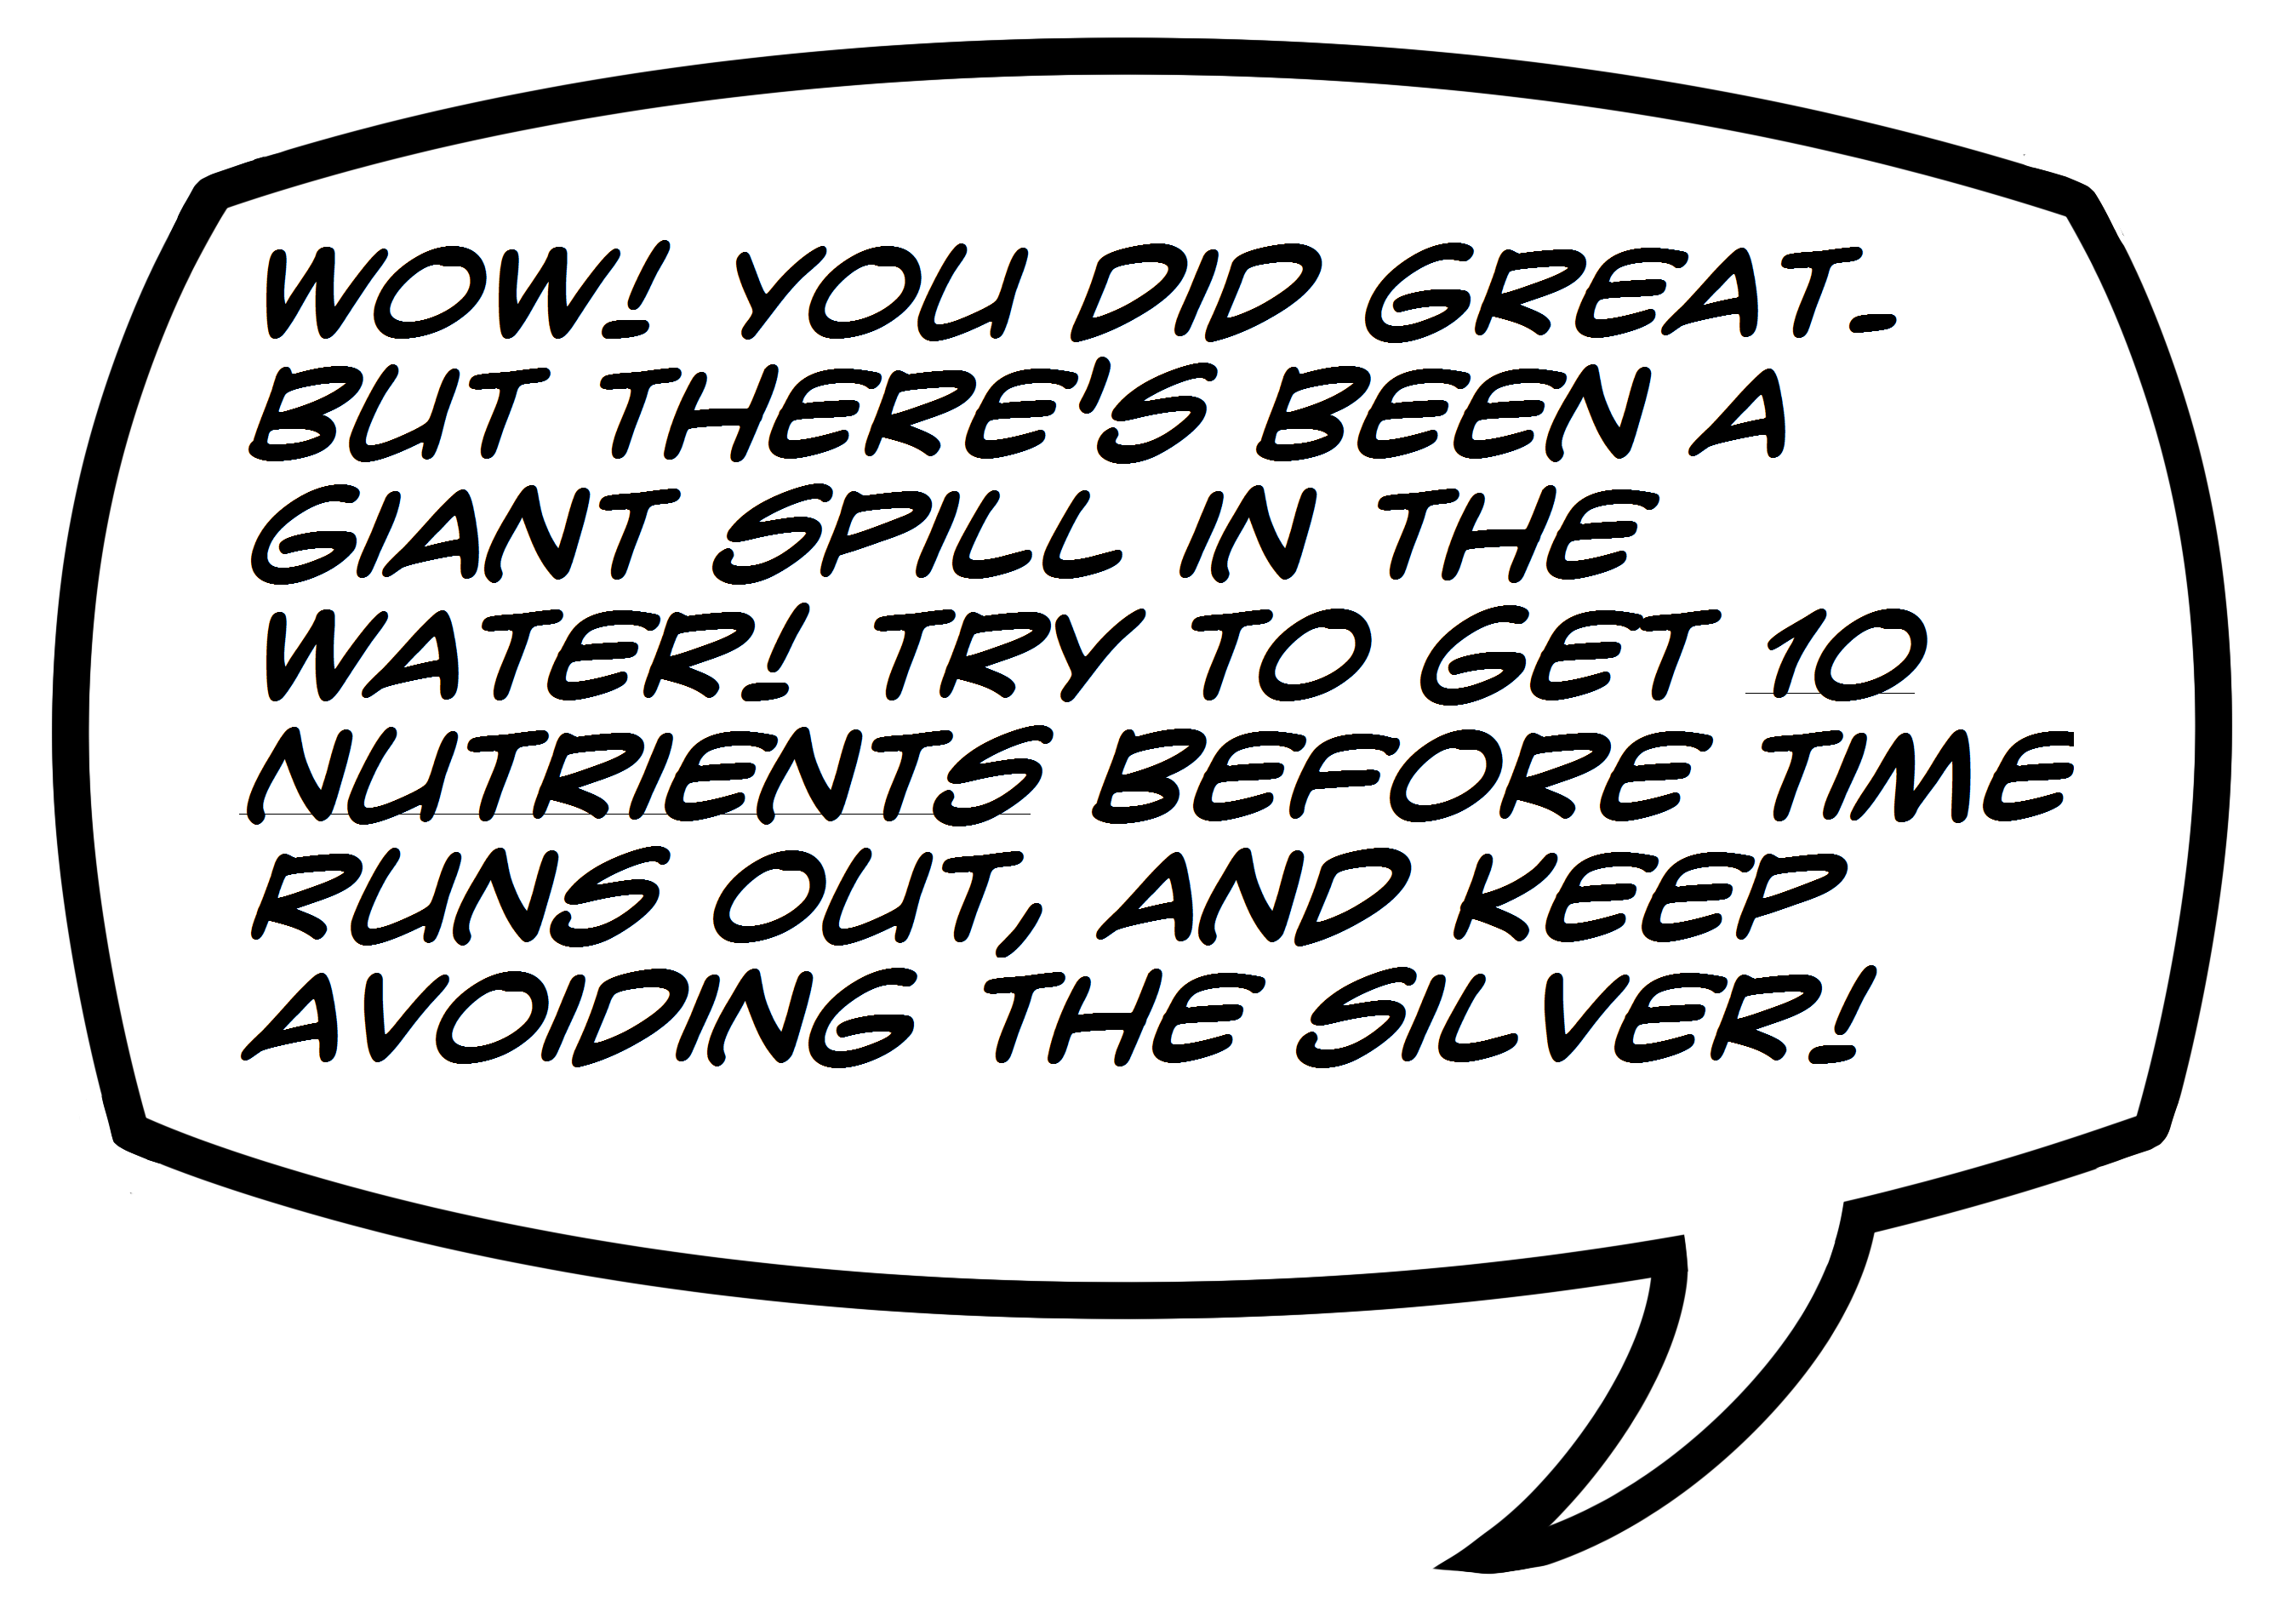 WOW! YOU DID GREAT.
BUT THERE'S BEEN A
GIANT SPILL IN THE
WATER! TRY TO GET 10
NUTRIENTS BEFORE TIME
RUNS OUT, AND KEEP
AVOIDING THE SILVER!